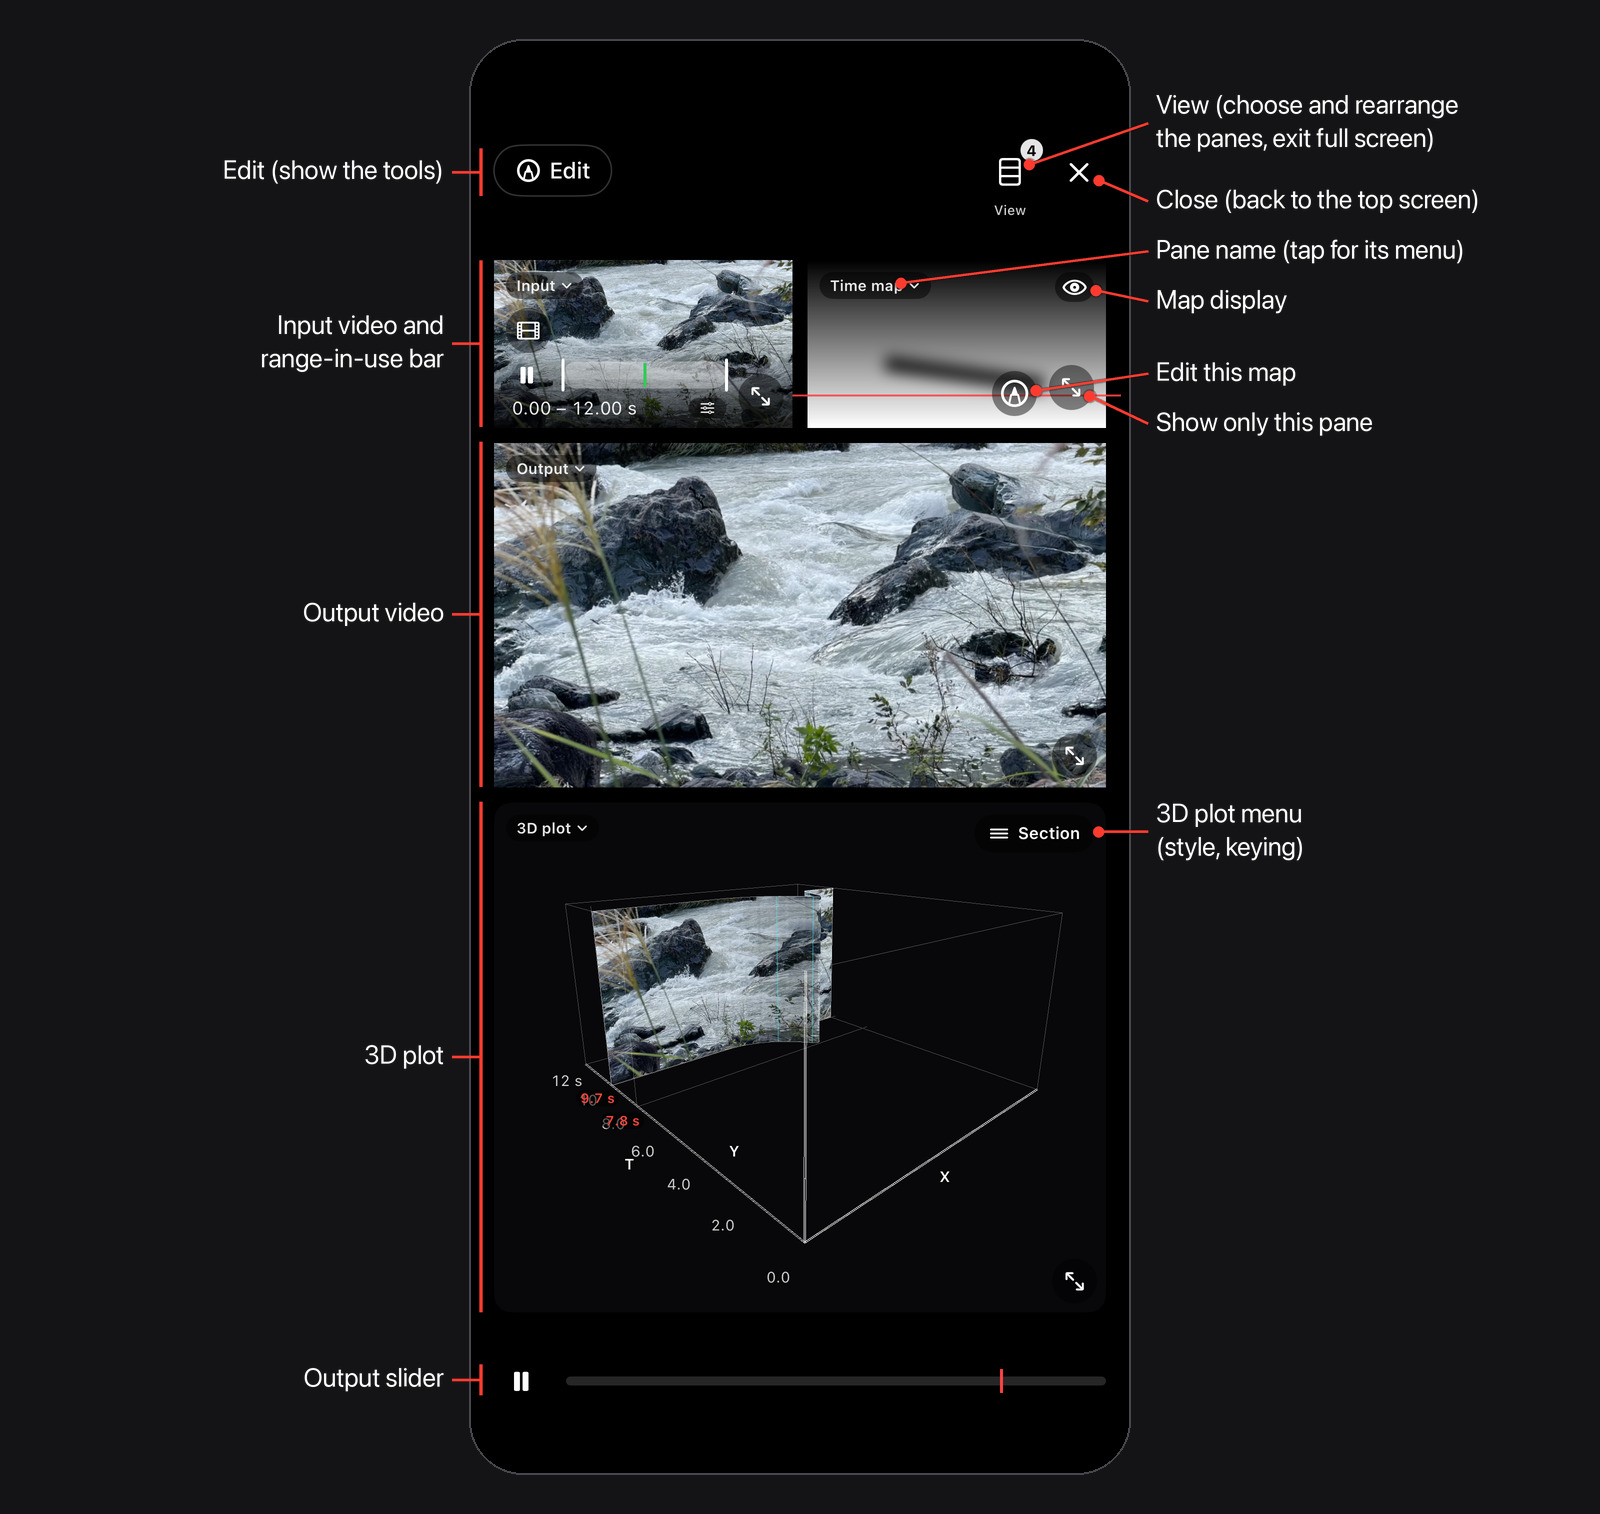 View (choose and rearrange
the panes, exit full screen)
4
Edit (show the tools)
Edit
View
Close (back to the top screen)
Pane name (tap for its menu)
Input
Time map
Map display
Input video and
range-in-use bar
Edit this map
0.00 – 12.00 s
Show only this pane
Output
Output video
3D plot
Section
3D plot menu
(style, keying)
3D plot
12 s
9.7 s
7.8 s
6.0
T
Y
4.0
X
2.0
0.0
Output slider